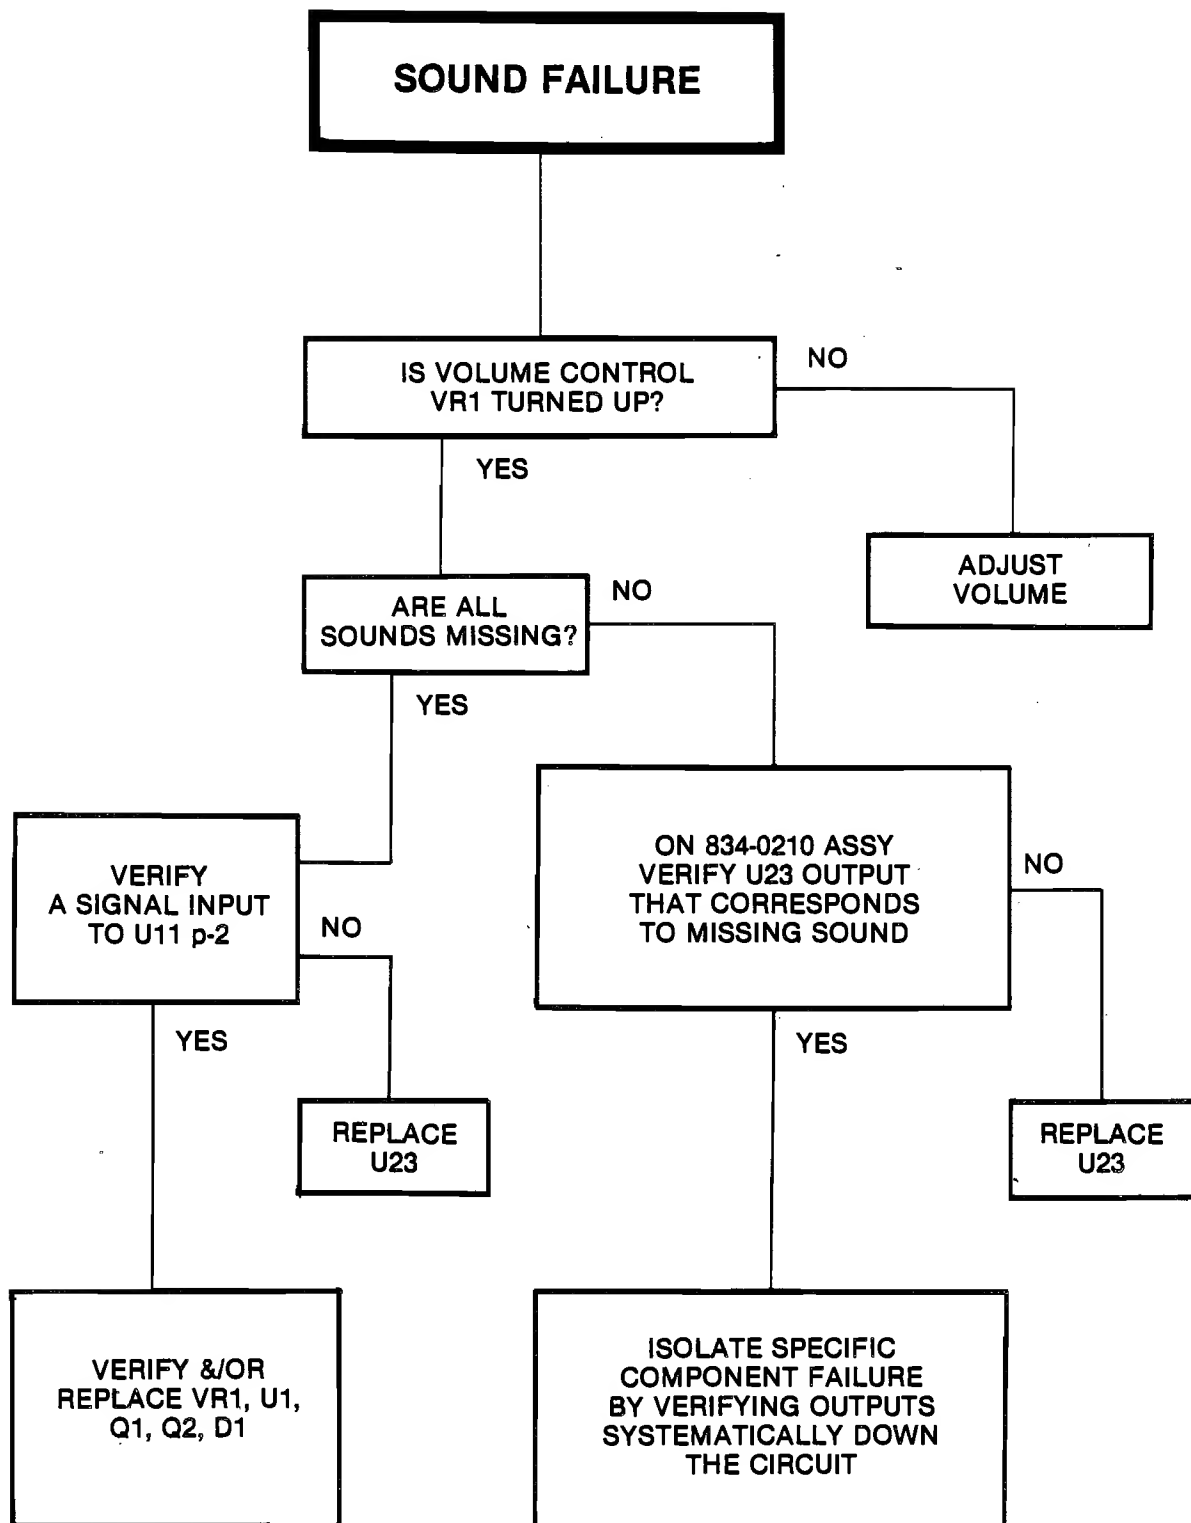 SOUND FAILURE
IS VOLUME CONTROL
VR1 TURNED UP?
NO
YES
ADJUST
VOLUME
ARE ALL
SOUNDS MISSING?
NO
YES
VERIFY
A SIGNAL INPUT
TO U11 p-2
NO
YES
ON 834-0210 ASSY
VERIFY U23 OUTPUT
THAT CORRESPONDS
TO MISSING SOUND
NO
YES
REPLACE
U23
REPLACE
U23
VERIFY &/OR
REPLACE VR1, U1,
Q1, Q2, D1
ISOLATE SPECIFIC
COMPONENT FAILURE
BY VERIFYING OUTPUTS
SYSTEMATICALLY DOWN
THE CIRCUIT